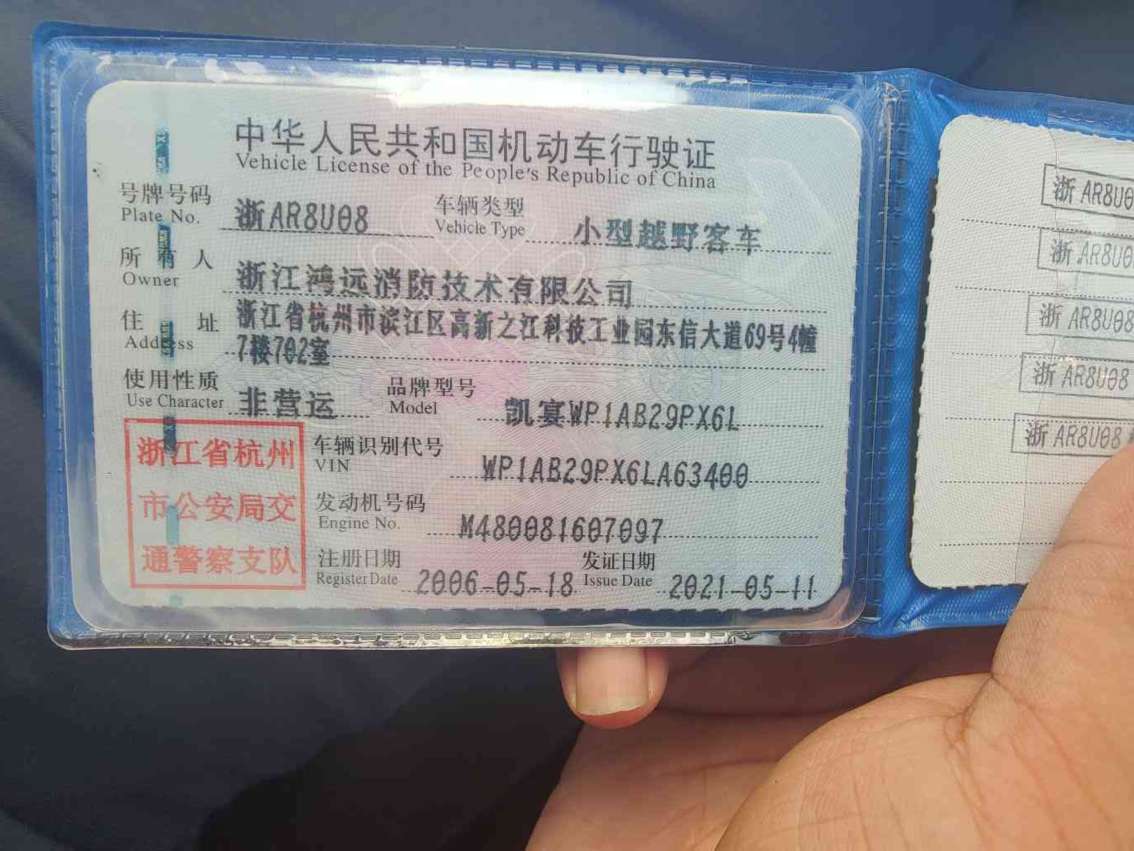 中华人民共和国机动车行驶证
Vehicle License of the People's Republic of China
号牌号码 浙AR8U08 车辆类型 小型越野客车
Plate No. Vehicle Type
所有人 浙江鸿远消防技术有限公司
Owner
住址 浙江省杭州市滨江区高新之江科技工业园东信大道69号4幢
Address 7楼702室
使用性质 非营运 品牌型号 凯宴WP1AB29PX6L
Use Character Model
浙江省杭州
市公安局交
通警察支队
车辆识别代号 WP1AB29PX6LA63400
VIN
发动机号码 M480081607097
Engine No.
注册日期 2006-05-18 发证日期 2021-05-11
Register Date Issue Date
浙AR8U0
浙AR8U0
浙AR8U08
浙AR8U08
浙AR8U08